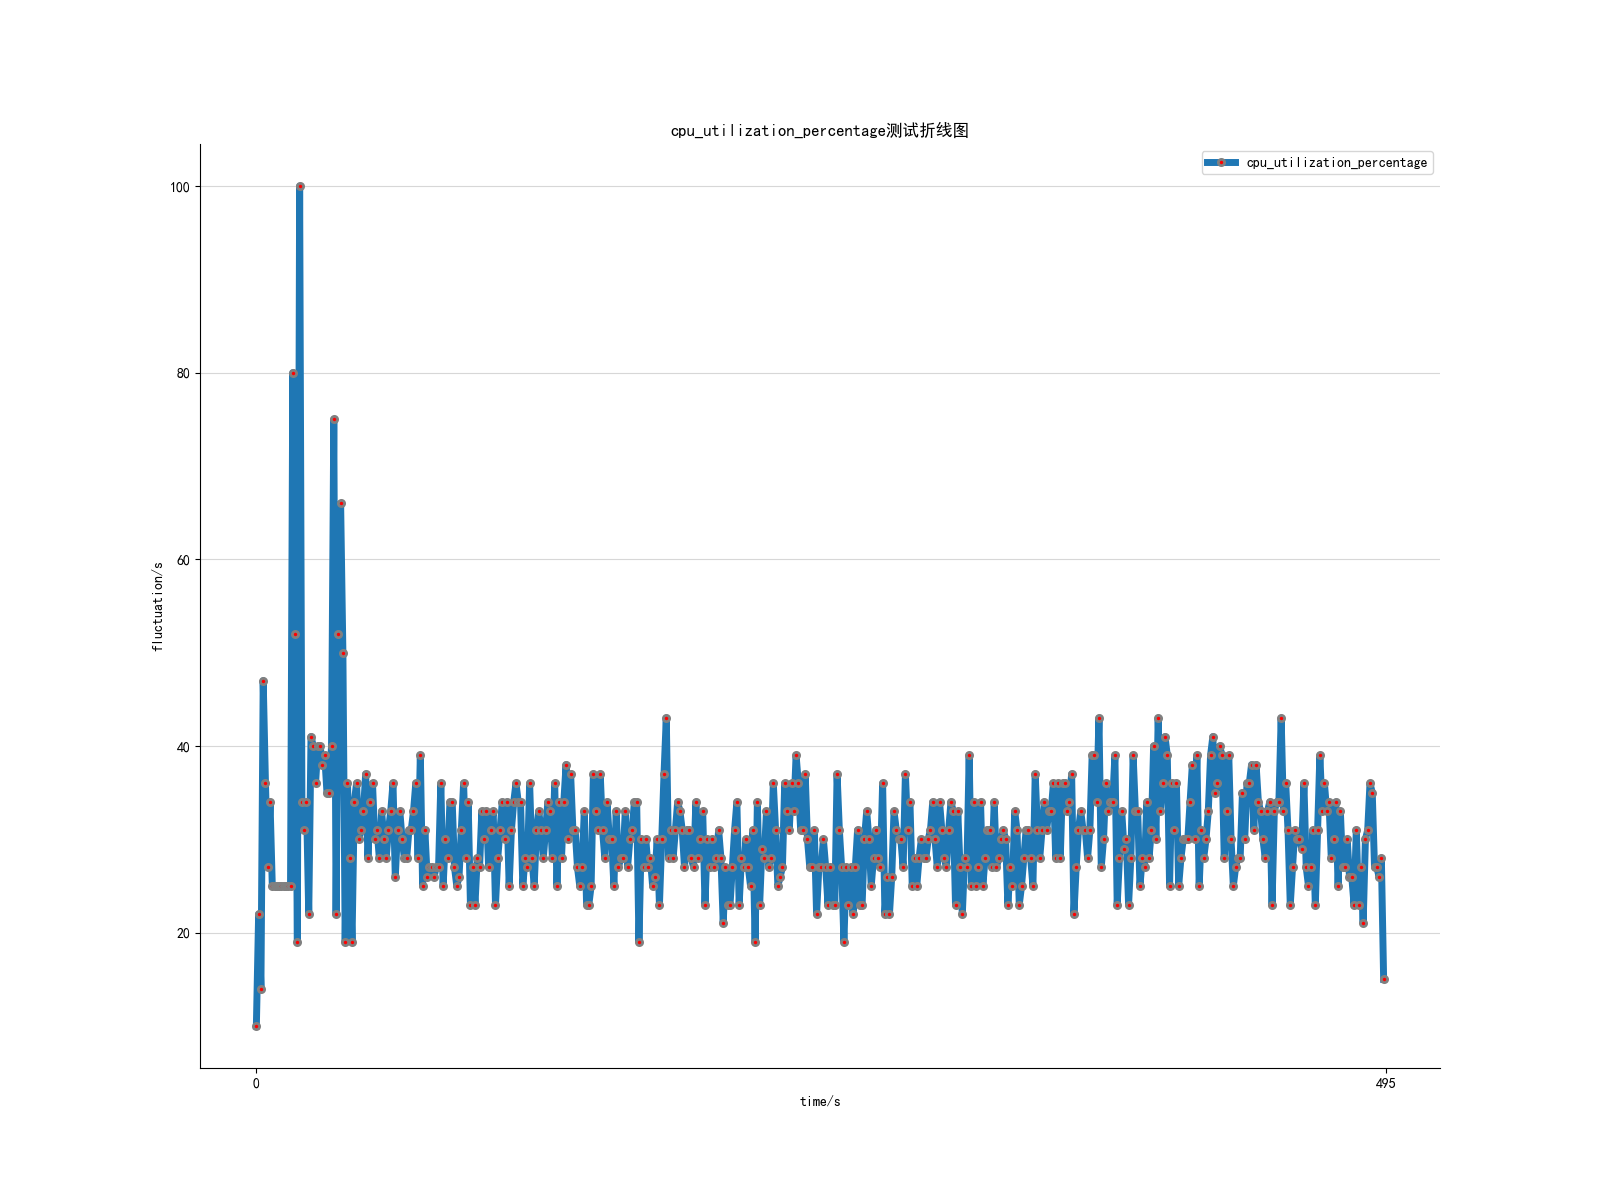 cpu_utilization_percentage测试折线图
cpu_utilization_percentage
100
80
60
40
20
fluctuation/s
0
495
time/s